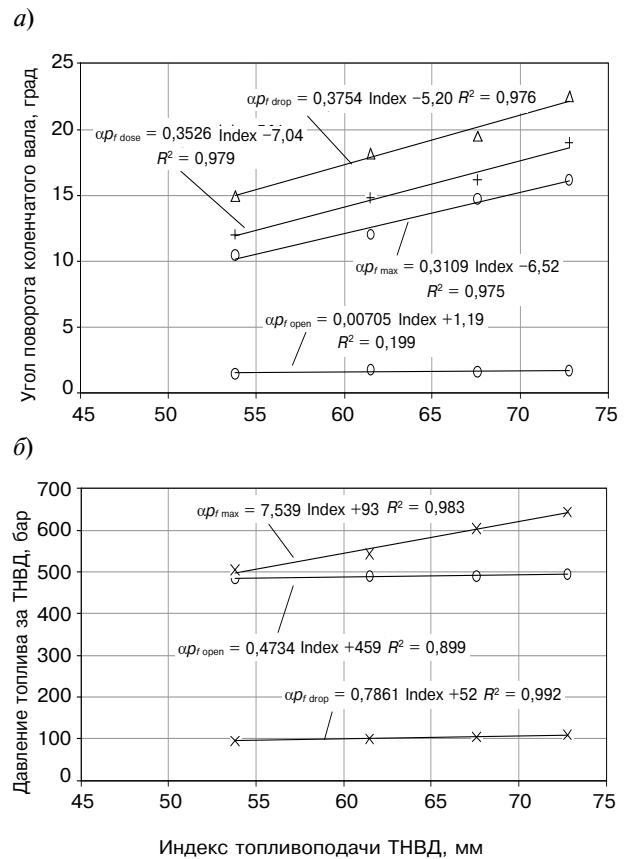 а)
Угол поворота коленчатого вала, град
25
20
15
10
5
0
45 50 55 60 65 70 75
αpf drop = 0,3754 Index –5,20 R² = 0,976
αpf dose = 0,3526 Index –7,04
R² = 0,979
αpf max = 0,3109 Index –6,52
R² = 0,975
αpf open = 0,00705 Index +1,19
R² = 0,199
б)
Давление топлива за ТНВД, бар
700
600
500
400
300
200
100
0
45 50 55 60 65 70 75
αpf max = 7,539 Index +93 R² = 0,983
αpf open = 0,4734 Index +459 R² = 0,899
αpf drop = 0,7861 Index +52 R² = 0,992
Индекс топливоподачи ТНВД, мм